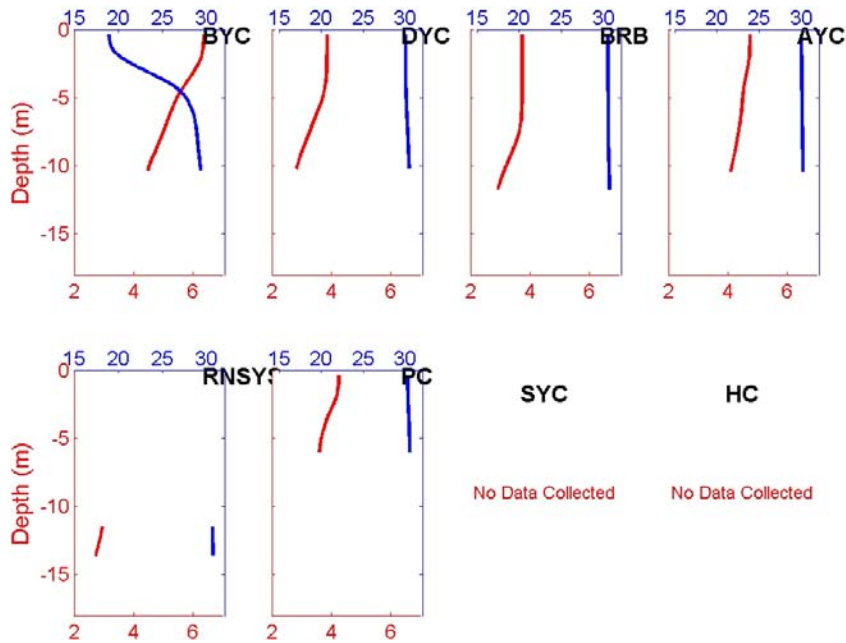 15 20 25 30 15 20 25 30 15 20 25 30 15 20 25 30
BYC DYC BRB AYC
0
-5
-10
-15
Depth (m)
2 4 6 2 4 6 2 4 6 2 4 6
15 20 25 30 15 20 25 30
RNSYS PC SYC HC
0
-5
-10
-15
Depth (m)
No Data Collected No Data Collected
2 4 6 2 4 6